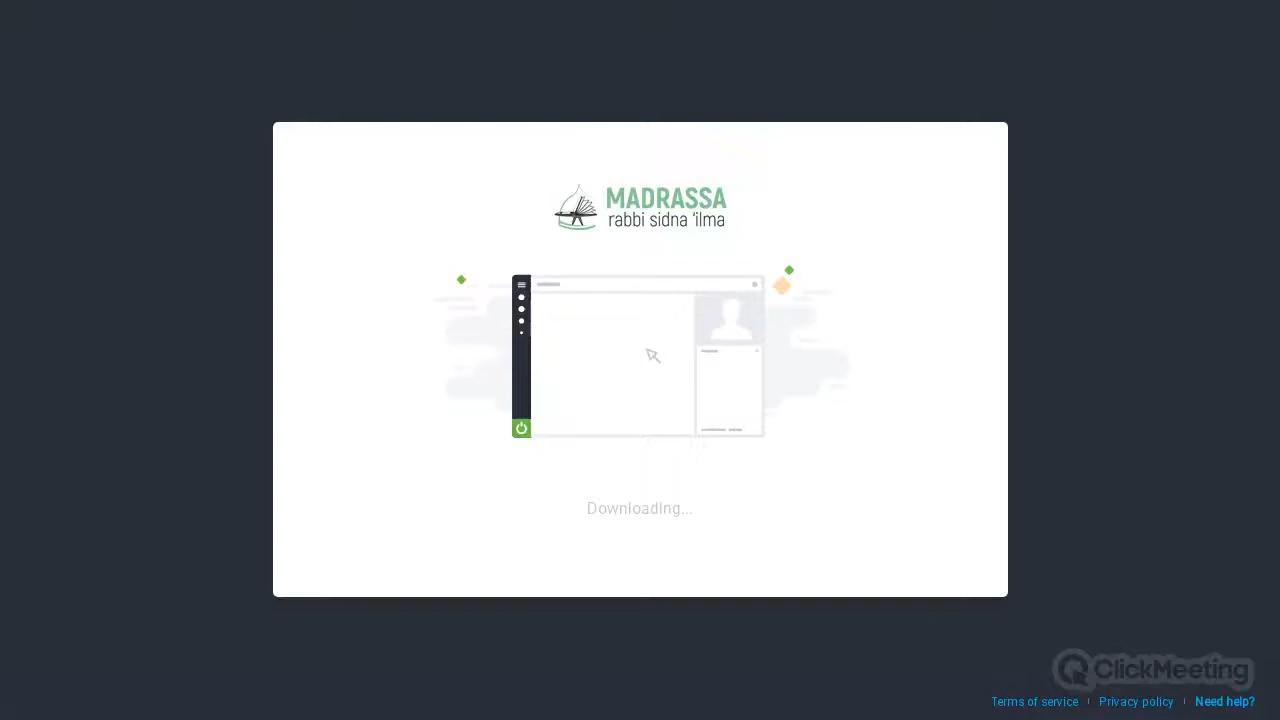 MADRASSA
rabbi sidna 'ilma
Downloading...
ClickMeeting
Terms of service | Privacy policy | Need help?